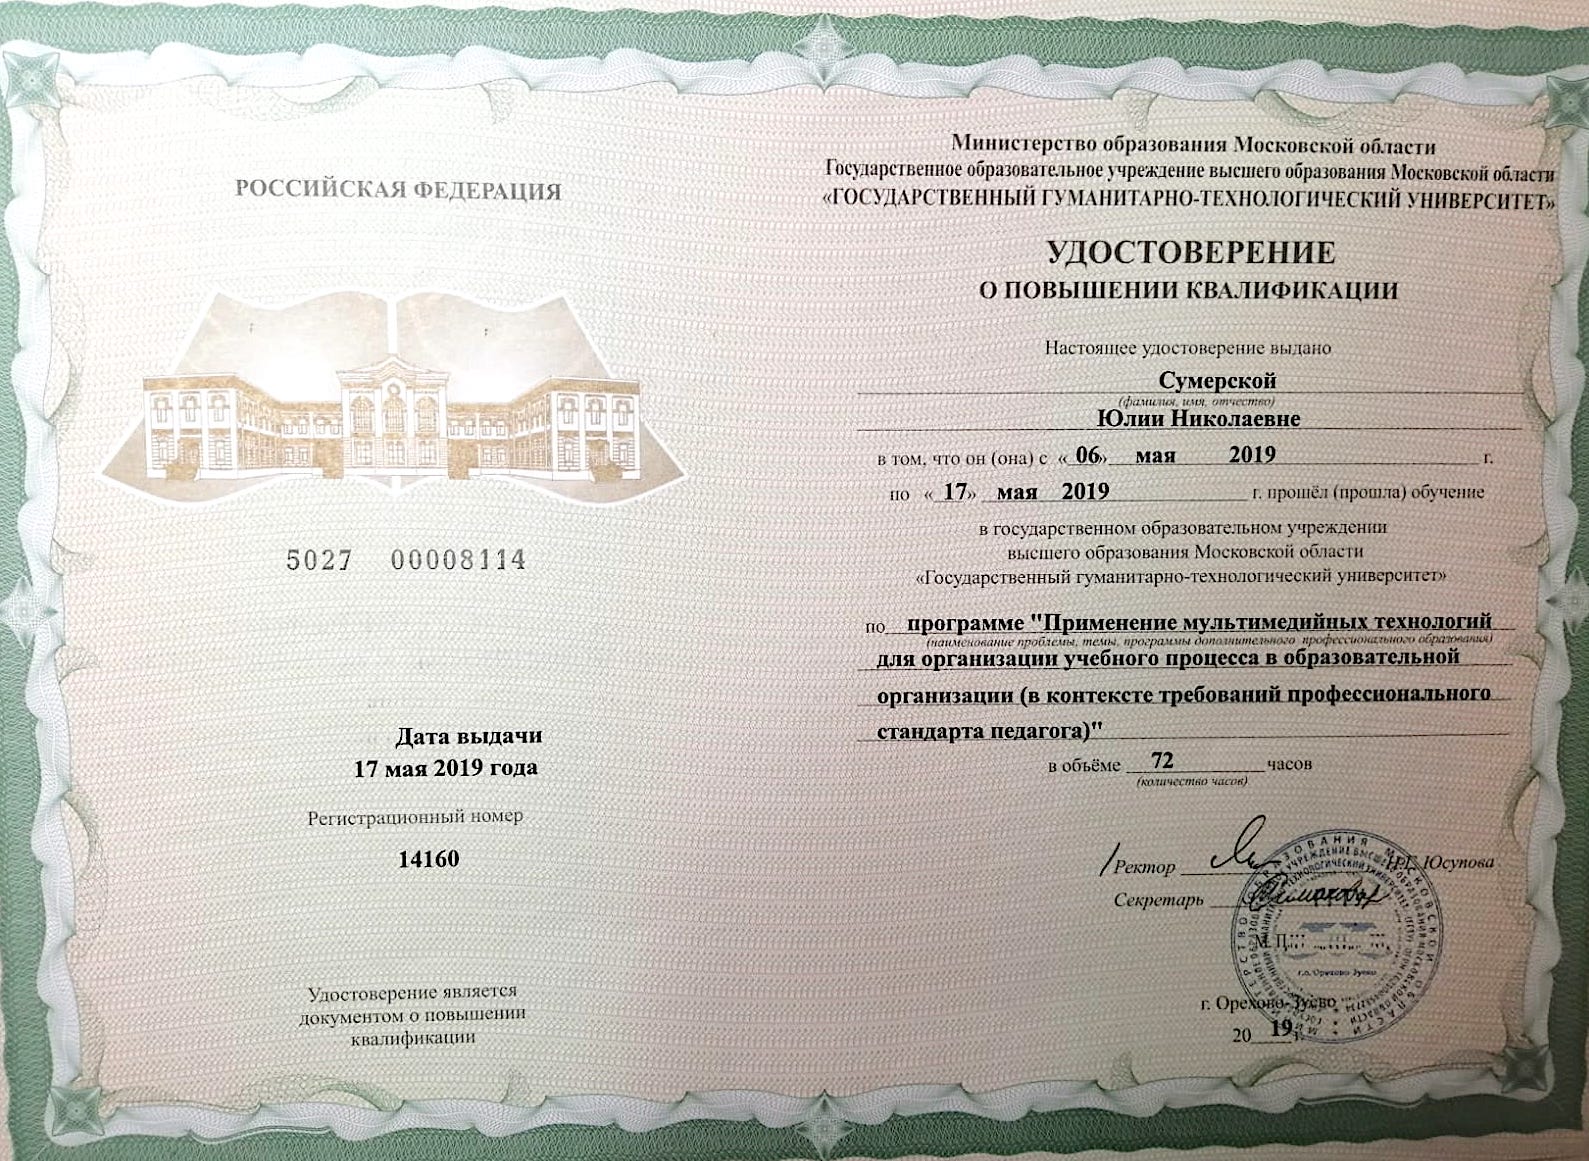 РОССИЙСКАЯ ФЕДЕРАЦИЯ
5027 00008114
Дата выдачи
17 мая 2019 года
Регистрационный номер
14160
Удостоверение является
документом о повышении
квалификации
Министерство образования Московской области
Государственное образовательное учреждение высшего образования Московской области
«ГОСУДАРСТВЕННЫЙ ГУМАНИТАРНО-ТЕХНОЛОГИЧЕСКИЙ УНИВЕРСИТЕТ»
УДОСТОВЕРЕНИЕ
О ПОВЫШЕНИИ КВАЛИФИКАЦИИ
Настоящее удостоверение выдано
Сумерской
(фамилия, имя, отчество)
Юлии Николаевне
в том, что он (она) с «06» мая 2019 г.
по «17» мая 2019 г. прошёл (прошла) обучение
в государственном образовательном учреждении
высшего образования Московской области
«Государственный гуманитарно-технологический университет»
по программе "Применение мультимедийных технологий
(наименование проблемы, темы, программы дополнительного профессионального образования)
для организации учебного процесса в образовательной
организации (в контексте требований профессионального
стандарта педагога)"
в объёме 72 часов
(количество часов)
Ректор Юсупова
Секретарь
М.П.
г.о. Орехово-Зуево
г. Орехово-Зуево
2019 г.